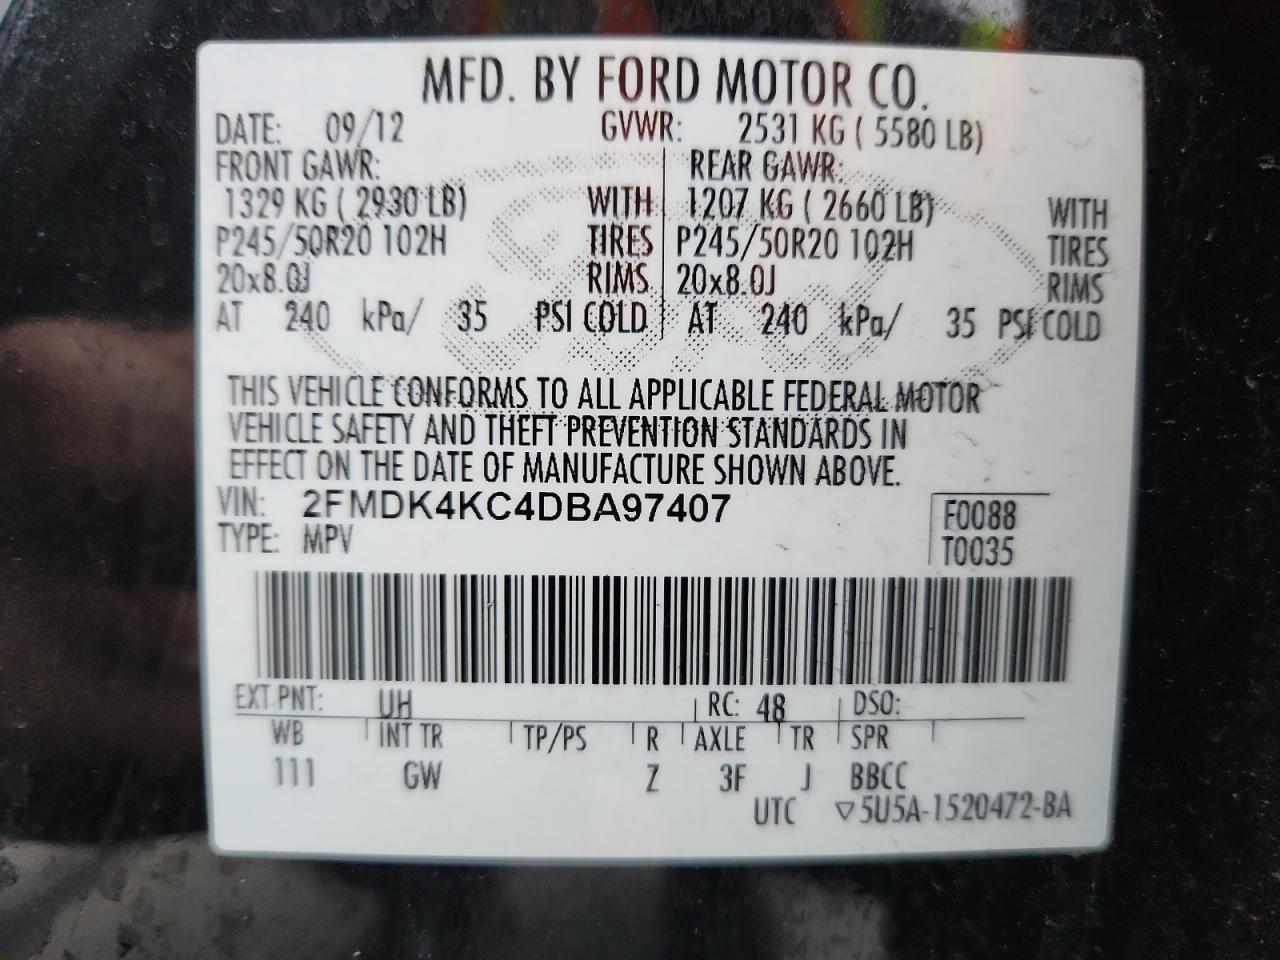 MFD. BY FORD MOTOR CO.
DATE: 09/12 GVWR: 2531 KG ( 5580 LB)
FRONT GAWR: REAR GAWR:
1329 KG ( 2930 LB) WITH 1207 KG ( 2660 LB) WITH
P245/50R20 102H TIRES P245/50R20 102H TIRES
20x8.0J RIMS 20x8.0J RIMS
AT 240 kPa/ 35 PSI COLD AT 240 kPa/ 35 PSI COLD
THIS VEHICLE CONFORMS TO ALL APPLICABLE FEDERAL MOTOR
VEHICLE SAFETY AND THEFT PREVENTION STANDARDS IN
EFFECT ON THE DATE OF MANUFACTURE SHOWN ABOVE.
VIN: 2FMDK4KC4DBA97407 F0088
TYPE: MPV T0035
EXT PNT: UH RC: 48 DSO:
WB INT TR TP/PS R AXLE TR SPR
111 GW Z 3F J BBCC
UTC ▽5U5A-1520472-BA